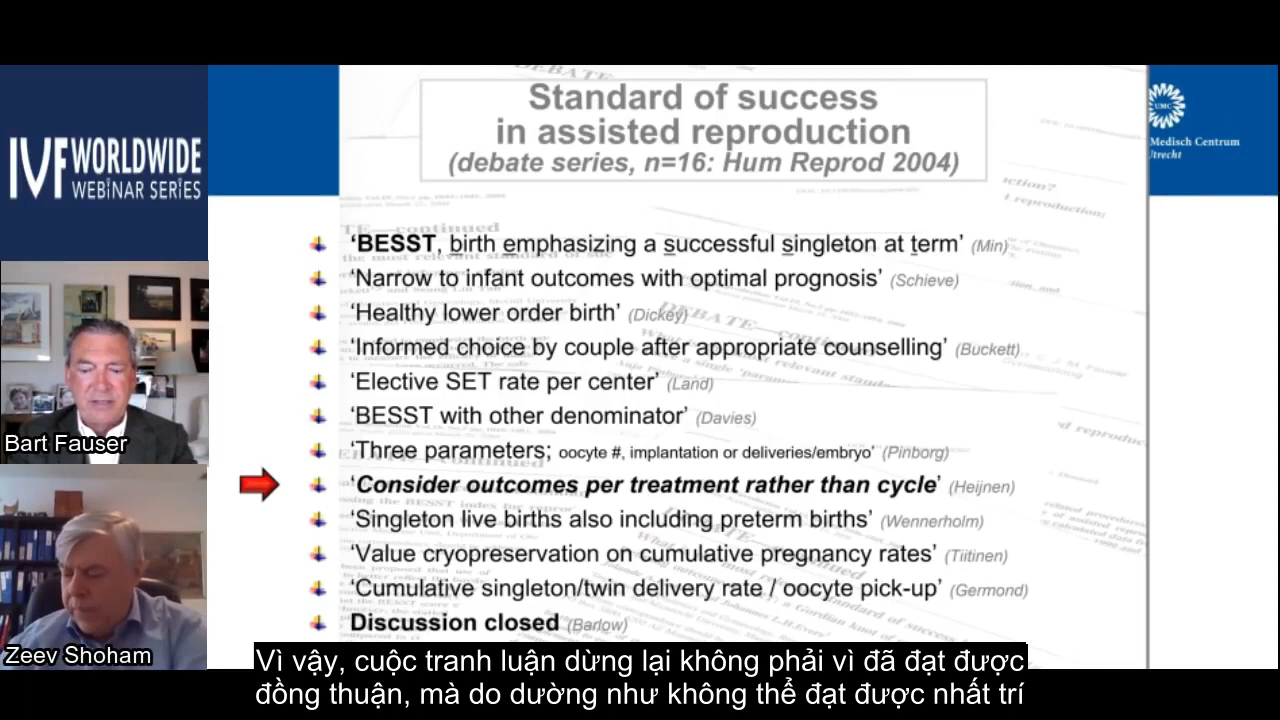 Standard of success
in assisted reproduction
(debate series, n=16: Hum Reprod 2004)
IVF WORLDWIDE
WEBINAR SERIES
UMC
Medisch Centrum
Utrecht
'BESST, birth emphasizing a successful singleton at term' (Min)
'Narrow to infant outcomes with optimal prognosis' (Schieve)
'Healthy lower order birth' (Dickey)
'Informed choice by couple after appropriate counselling' (Buckett)
'Elective SET rate per center' (Land)
'BESST with other denominator' (Davies)
'Three parameters; oocyte #, implantation or deliveries/embryo' (Pinborg)
'Consider outcomes per treatment rather than cycle' (Heijnen)
'Singleton live births also including preterm births' (Wennerholm)
'Value cryopreservation on cumulative pregnancy rates' (Tiitinen)
'Cumulative singleton/twin delivery rate / oocyte pick-up' (Germond)
Discussion closed (Barlow)
Bart Fauser
Zeev Shoham
Vì vậy, cuộc tranh luận dừng lại không phải vì đã đạt được
đồng thuận, mà do dường như không thể đạt được nhất trí